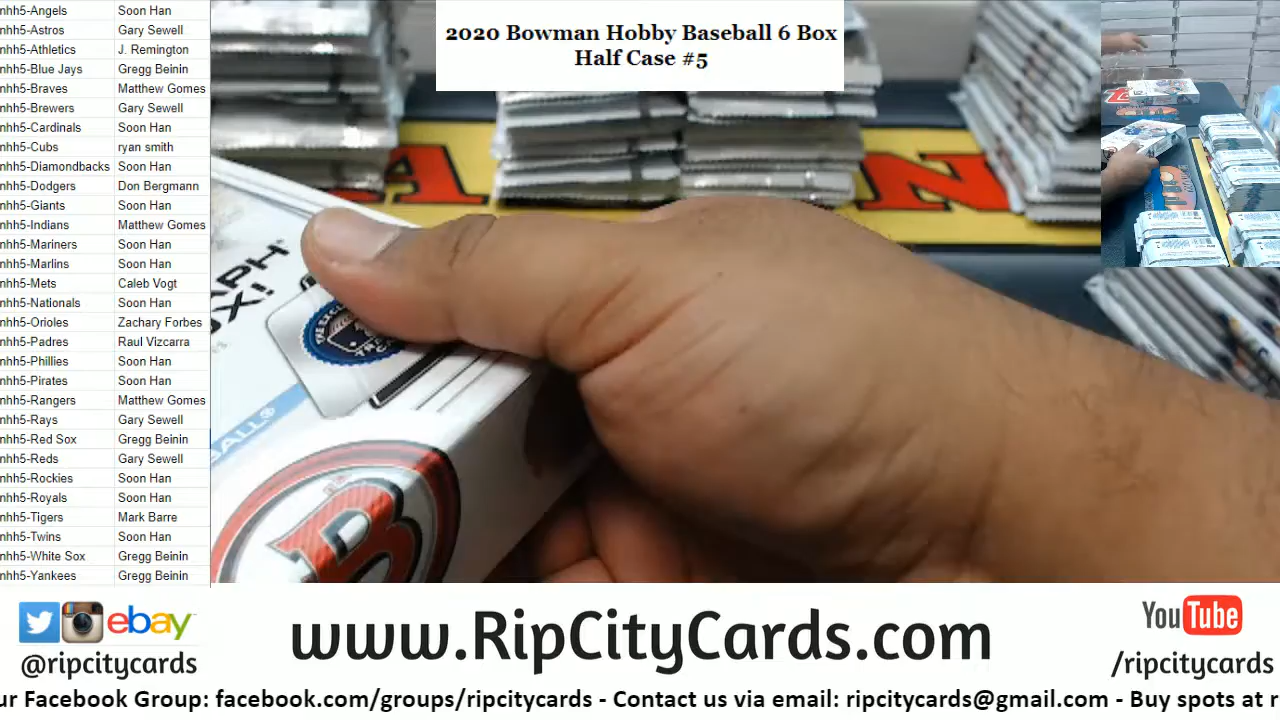 nhh5-Angels Soon Han
nhh5-Astros Gary Sewell
nhh5-Athletics J. Remington
nhh5-Blue Jays Gregg Beinin
nhh5-Braves Matthew Gomes
nhh5-Brewers Gary Sewell
nhh5-Cardinals Soon Han
nhh5-Cubs ryan smith
nhh5-Diamondbacks Soon Han
nhh5-Dodgers Don Bergmann
nhh5-Giants Soon Han
nhh5-Indians Matthew Gomes
nhh5-Mariners Soon Han
nhh5-Marlins Soon Han
nhh5-Mets Caleb Vogt
nhh5-Nationals Soon Han
nhh5-Orioles Zachary Forbes
nhh5-Padres Raul Vizcarra
nhh5-Phillies Soon Han
nhh5-Pirates Soon Han
nhh5-Rangers Matthew Gomes
nhh5-Rays Gary Sewell
nhh5-Red Sox Gregg Beinin
nhh5-Reds Gary Sewell
nhh5-Rockies Soon Han
nhh5-Royals Soon Han
nhh5-Tigers Mark Barre
nhh5-Twins Soon Han
nhh5-White Sox Gregg Beinin
nhh5-Yankees Gregg Beinin
2020 Bowman Hobby Baseball 6 Box
Half Case #5
A N
APH
OX!
BALL®
B
ebay™
@ripcitycards
www.RipCityCards.com
YouTube
/ripcitycards
ur Facebook Group: facebook.com/groups/ripcitycards - Contact us via email: ripcitycards@gmail.com - Buy spots at r